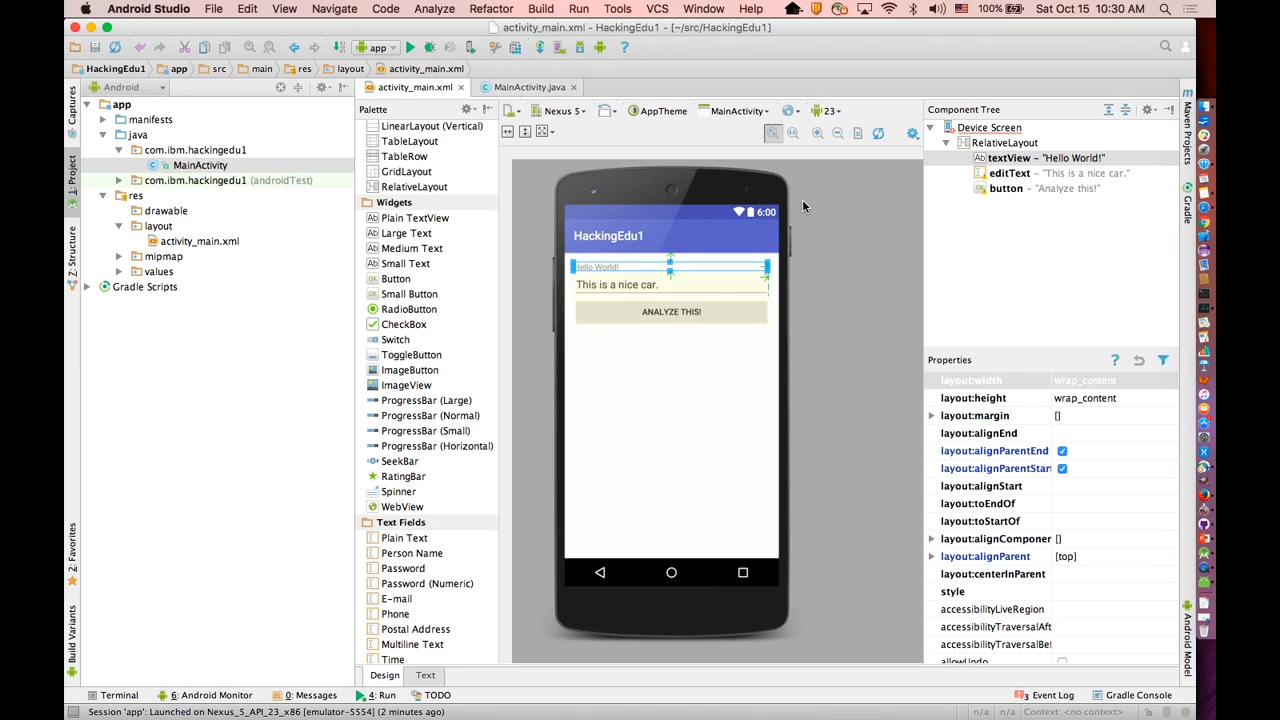 Android Studio File Edit View Navigate Code Analyze Refactor Build Run Tools VCS Window Help 100% Sat Oct 15 10:30 AM
activity_main.xml - HackingEdu1 - [~/src/HackingEdu1]
app
HackingEdu1 app src main res layout activity_main.xml
Android
activity_main.xml MainActivity.java
Captures
1: Project
Z: Structure
2: Favorites
Build Variants
app
manifests
java
com.ibm.hackingedu1
MainActivity
com.ibm.hackingedu1 (androidTest)
res
drawable
layout
activity_main.xml
mipmap
values
Gradle Scripts
Palette
LinearLayout (Vertical)
TableLayout
TableRow
GridLayout
RelativeLayout
Widgets
Plain TextView
Large Text
Medium Text
Small Text
Button
Small Button
RadioButton
CheckBox
Switch
ToggleButton
ImageButton
ImageView
ProgressBar (Large)
ProgressBar (Normal)
ProgressBar (Small)
ProgressBar (Horizontal)
SeekBar
RatingBar
Spinner
WebView
Text Fields
Plain Text
Person Name
Password
Password (Numeric)
E-mail
Phone
Postal Address
Multiline Text
Time
Nexus 5 AppTheme MainActivity 23
6:00
HackingEdu1
Hello World!
This is a nice car.
ANALYZE THIS!
Design Text
Component Tree
Device Screen
RelativeLayout
textView - "Hello World!"
editText - "This is a nice car."
button - "Analyze this!"
Properties
layout:width wrap_content
layout:height wrap_content
layout:margin []
layout:alignEnd
layout:alignParentEnd
layout:alignParentStart
layout:alignStart
layout:toEndOf
layout:toStartOf
layout:alignComponer []
layout:alignParent [top]
layout:centerInParent
style
accessibilityLiveRegion
accessibilityTraversalAf
accessibilityTraversalBef
allowUndo
Maven Projects
Gradle
Android Model
Terminal 6: Android Monitor 0: Messages 4: Run TODO 3 Event Log Gradle Console
Session 'app': Launched on Nexus_5_API_23_x86 [emulator-5554] (2 minutes ago) n/a n/a Context: <no context>